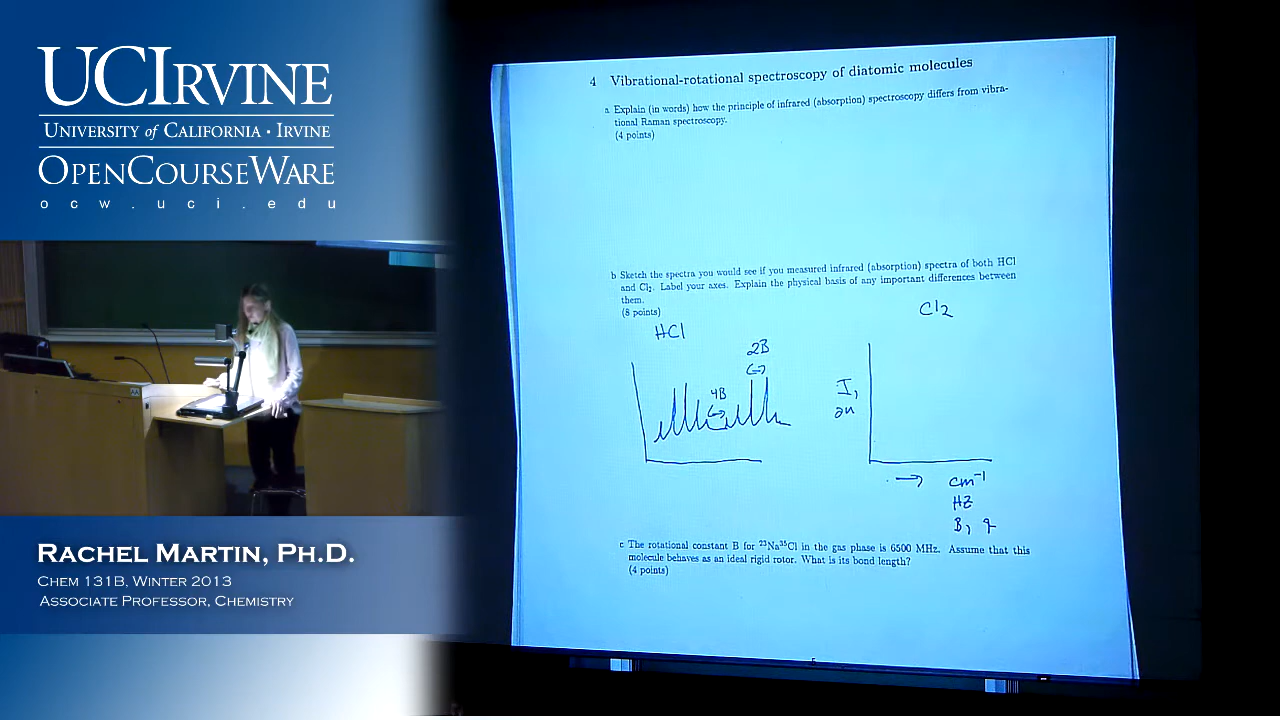 UCIRVINE
UNIVERSITY of CALIFORNIA · IRVINE
OPENCOURSEWARE
ocw.uci.edu
RACHEL MARTIN, PH.D.
CHEM 131B, WINTER 2013
ASSOCIATE PROFESSOR, CHEMISTRY
4 Vibrational-rotational spectroscopy of diatomic molecules
a Explain (in words) how the principle of infrared (absorption) spectroscopy differs from vibra-
tional Raman spectroscopy.
(4 points)
b Sketch the spectra you would see if you measured infrared (absorption) spectra of both HCl
and Cl₂. Label your axes. Explain the physical basis of any important differences between
them.
(8 points)
HCl
Cl2
2B
4B
I,
cm⁻¹
HZ
B,
c The rotational constant B for ²³Na³⁵Cl in the gas phase is 6500 MHz. Assume that this
molecule behaves as an ideal rigid rotor. What is its bond length?
(4 points)